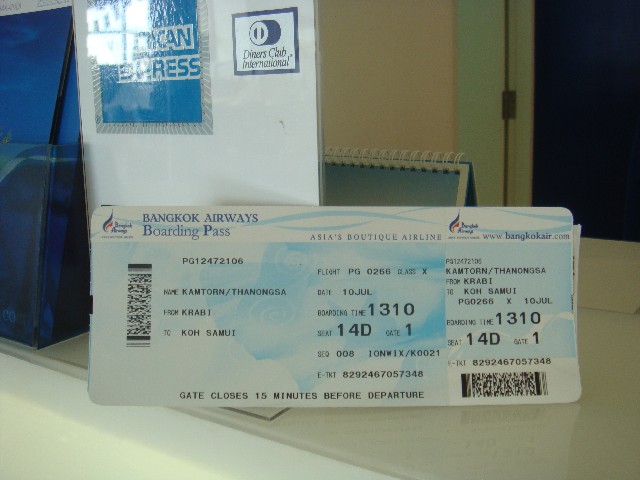 Diners Club
International
BANGKOK AIRWAYS
Boarding Pass
ASIA'S BOUTIQUE AIRLINE
Bangkok
Airways
www.bangkokair.com
PG12472106
FLIGHT PG 0266 CLASS X
NAME KAMTORN/THANONGSA
DATE 10JUL
FROM KRABI
BOARDING TIME 1310
TO KOH SAMUI
SEAT 14D GATE 1
SEQ 008 IONWIX/K0021
E-TKT 8292467057348
GATE CLOSES 15 MINUTES BEFORE DEPARTURE
PG12472106
KAMTORN/THANONGSA
FROM KRABI
TO KOH SAMUI
PG0266 X 10JUL
BOARDING TIME 1310
SEAT 14D GATE 1
E-TKT 8292467057348